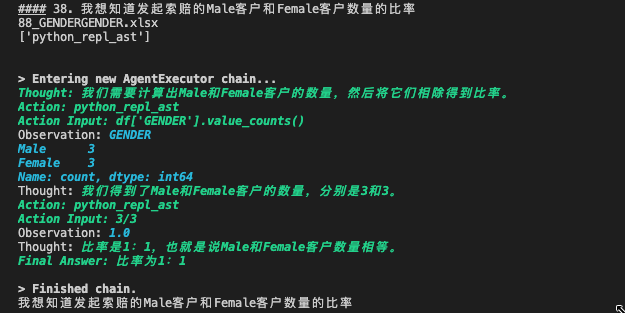 #### 38. 我想知道发起索赔的Male客户和Female客户数量的比率
88_GENDERGENDER.xlsx
['python_repl_ast']
> Entering new AgentExecutor chain...
Thought: 我们需要计算出Male和Female客户的数量，然后将它们相除得到比率。
Action: python_repl_ast
Action Input: df['GENDER'].value_counts()
Observation: GENDER
Male      3
Female    3
Name: count, dtype: int64
Thought: 我们得到了Male和Female客户的数量，分别是3和3。
Action: python_repl_ast
Action Input: 3/3
Observation: 1.0
Thought: 比率是1：1，也就是说Male和Female客户数量相等。
Final Answer: 比率为1：1
> Finished chain.
我想知道发起索赔的Male客户和Female客户数量的比率